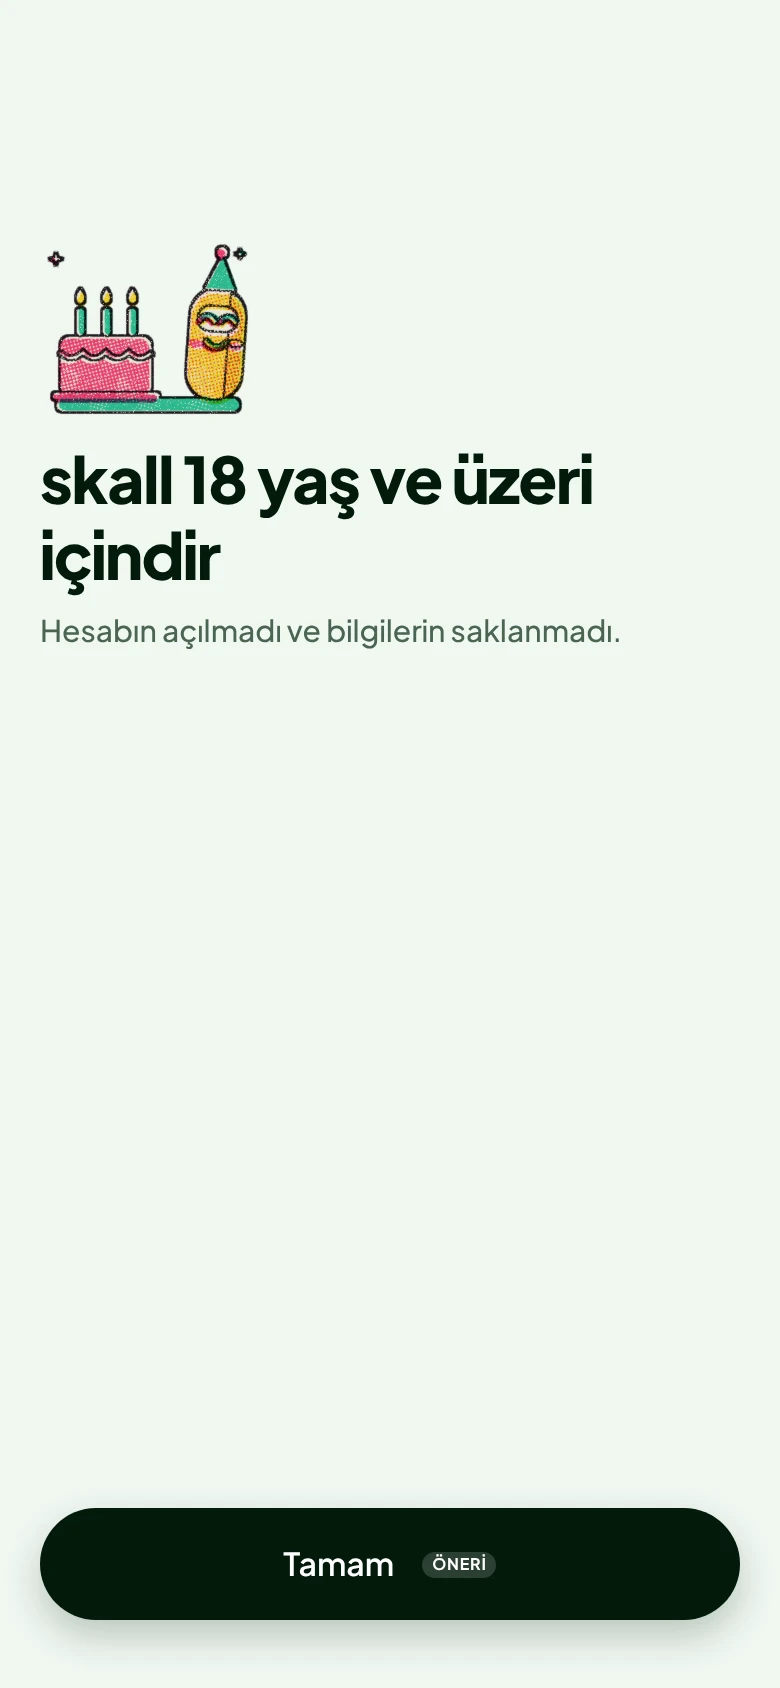 skall 18 yaş ve üzeri
içindir
Hesabın açılmadı ve bilgilerin saklanmadı.
Tamam ÖNERİ